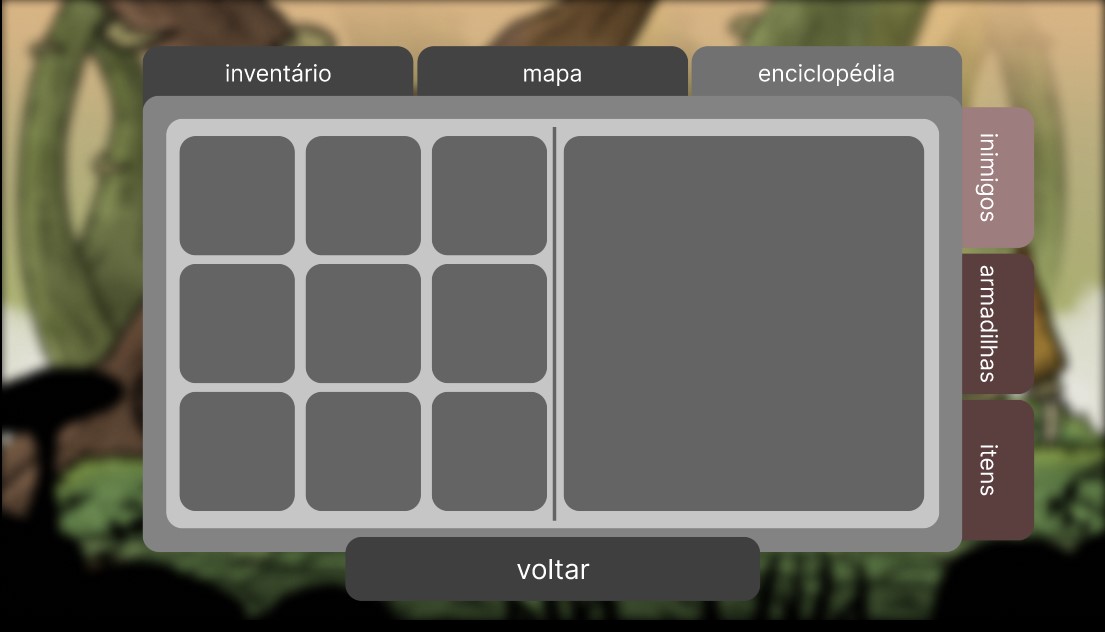 inventário
mapa
enciclopédia
inimigos
armadilhas
itens
voltar